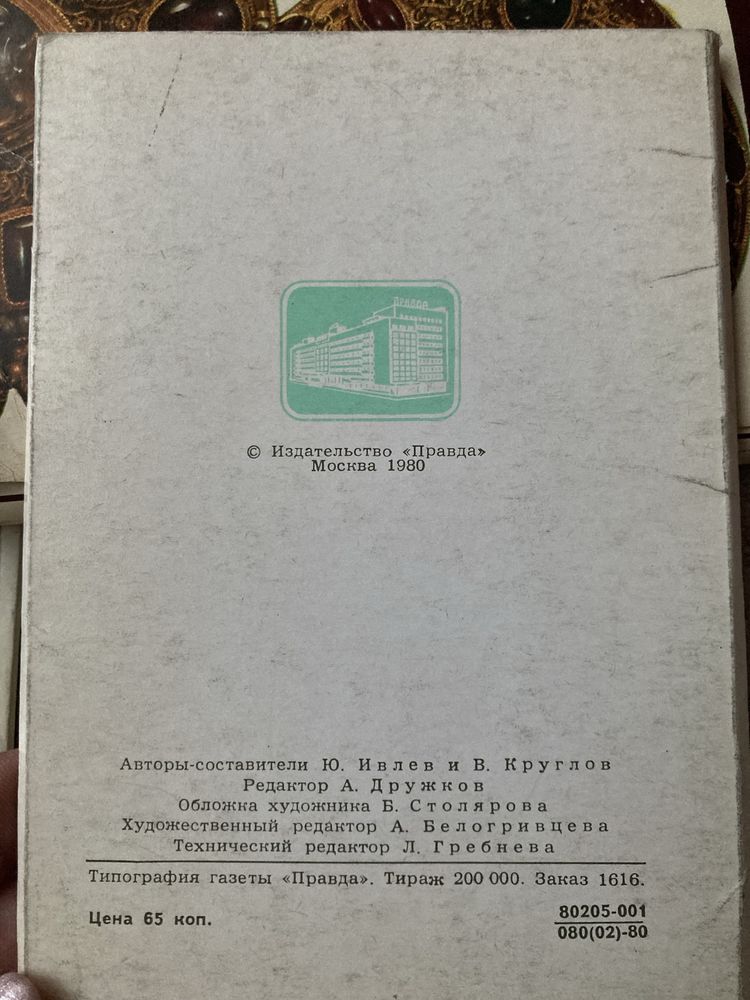 ПРАВДА
© Издательство «Правда»
Москва 1980
Авторы-составители Ю. Ивлев и В. Круглов
Редактор А. Дружков
Обложка художника Б. Столярова
Художественный редактор А. Белогривцева
Технический редактор Л. Гребнева
Типография газеты «Правда». Тираж 200 000. Заказ 1616.
Цена 65 коп.
80205-001
080(02)-80